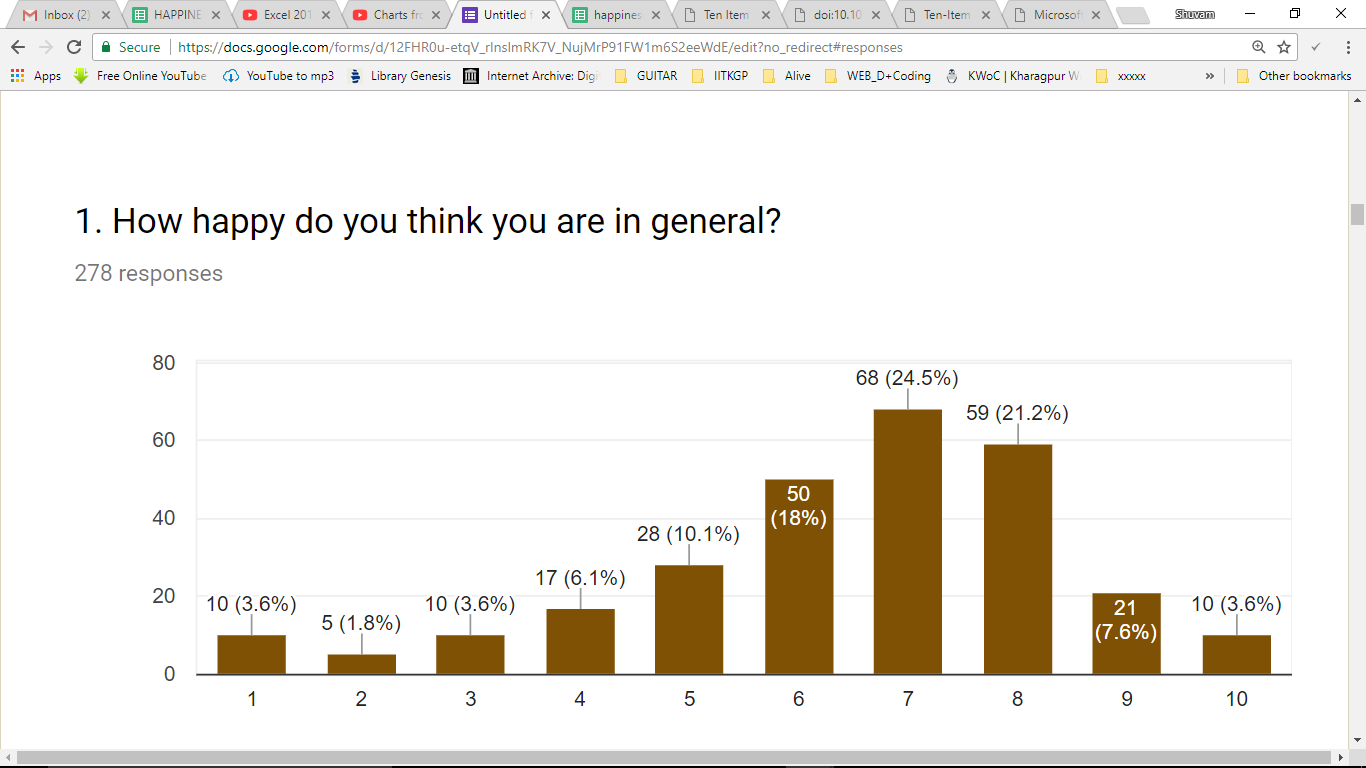 Inbox (2)
HAPPINE
Excel 201
Charts fro
Untitled f
happines
Ten Item
doi:10.10
Ten-Item
Microsof
Shuvam
Secure
https://docs.google.com/forms/d/12FHR0u-etqV_rlnslmRK7V_NujMrP91FW1m6S2eeWdE/edit?no_redirect#responses
Apps
Free Online YouTube
YouTube to mp3
Library Genesis
Internet Archive: Digi
GUITAR
IITKGP
Alive
WEB_D+Coding
KWoC | Kharagpur W
xxxxx
»
Other bookmarks
1. How happy do you think you are in general?
278 responses
80
60
40
20
0
10 (3.6%)
5 (1.8%)
10 (3.6%)
17 (6.1%)
28 (10.1%)
50
(18%)
68 (24.5%)
59 (21.2%)
21
(7.6%)
10 (3.6%)
1
2
3
4
5
6
7
8
9
10